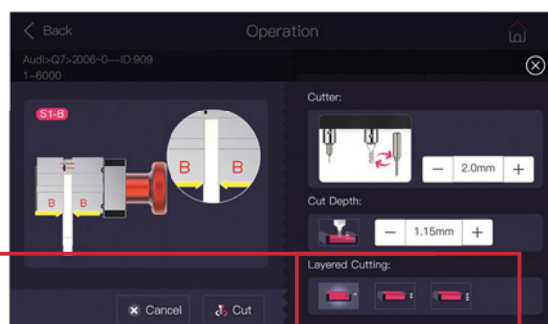 Back
Operation
Audi>Q7>2006-0---ID:909
1-6000
S1-B
B B
B B
Cancel
Cut
Cutter:
2.0mm
Cut Depth:
1.15mm
Layered Cutting: